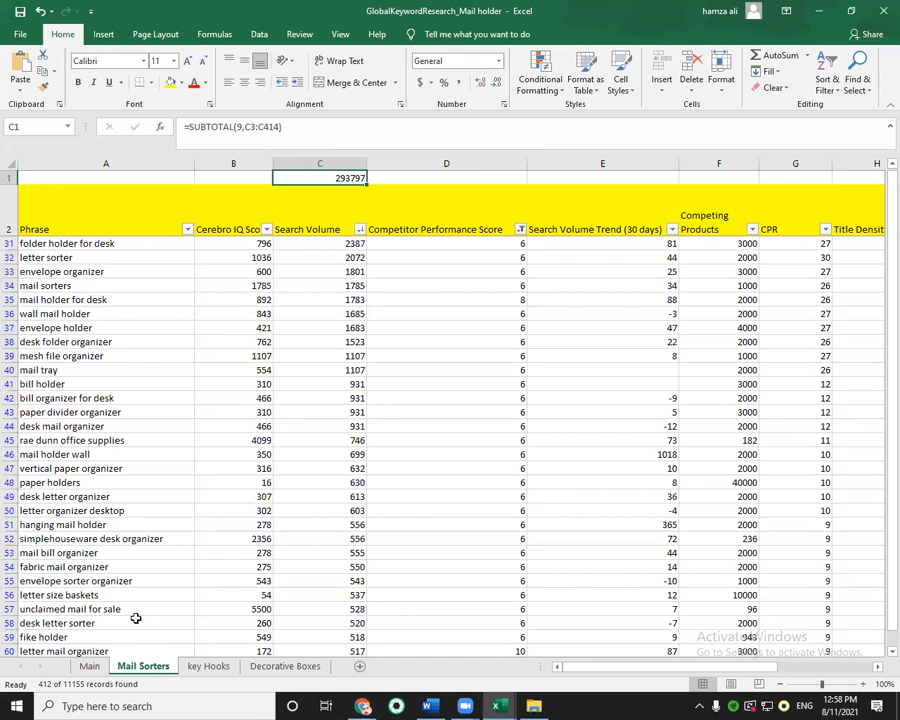 GlobalKeywordResearch_Mail holder - Excel
hamza ali
File Home Insert Page Layout Formulas Data Review View Help Tell me what you want to do Share
Paste Calibri 11 A A Wrap Text General AutoSum
B I U A Merge & Center $ % , Conditional Formatting Format as Table Cell Styles Insert Delete Format Fill Clear Sort & Filter Find & Select
Clipboard Font Alignment Number Styles Cells Editing
C1 fx =SUBTOTAL(9,C3:C414)
A B C D E F G H
1 293797
2 Phrase Cerebro IQ Sco Search Volume Competitor Performance Score Search Volume Trend (30 days) Competing Products CPR Title Densit
31 folder holder for desk 796 2387 6 81 3000 27
32 letter sorter 1036 2072 6 44 2000 30
33 envelope organizer 600 1801 6 25 3000 27
34 mail sorters 1785 1785 6 34 1000 26
35 mail holder for desk 892 1783 8 88 2000 26
36 wall mail holder 843 1685 6 -3 2000 27
37 envelope holder 421 1683 6 47 4000 27
38 desk folder organizer 762 1523 6 22 2000 26
39 mesh file organizer 1107 1107 6 8 1000 27
40 mail tray 554 1107 6 2000 26
41 bill holder 310 931 6 3000 12
42 bill organizer for desk 466 931 6 -9 2000 12
43 paper divider organizer 310 931 6 5 3000 12
44 desk mail organizer 466 931 6 -12 2000 12
45 rae dunn office supplies 4099 746 6 73 182 11
46 mail holder wall 350 699 6 1018 2000 10
47 vertical paper organizer 316 632 6 10 2000 10
48 paper holders 16 630 6 8 40000 10
49 desk letter organizer 307 613 6 36 2000 10
50 letter organizer desktop 302 603 6 -4 2000 10
51 hanging mail holder 278 556 6 365 2000 9
52 simplehouseware desk organizer 2356 556 6 72 236 9
53 mail bill organizer 278 555 6 44 2000 9
54 fabric mail organizer 275 550 6 14 2000 9
55 envelope sorter organizer 543 543 6 -10 1000 9
56 letter size baskets 54 537 6 12 10000 9
57 unclaimed mail for sale 5500 528 6 7 96 9
58 desk letter sorter 260 520 6 -7 2000 9
59 fike holder 549 518 6 9 943 9
60 letter mail organizer 172 517 10 87 3000 9
Activate Windows
Go to Settings to activate Windows.
Main Mail Sorters key Hooks Decorative Boxes
Ready 412 of 11155 records found 100%
Type here to search 12:58 PM
8/11/2021